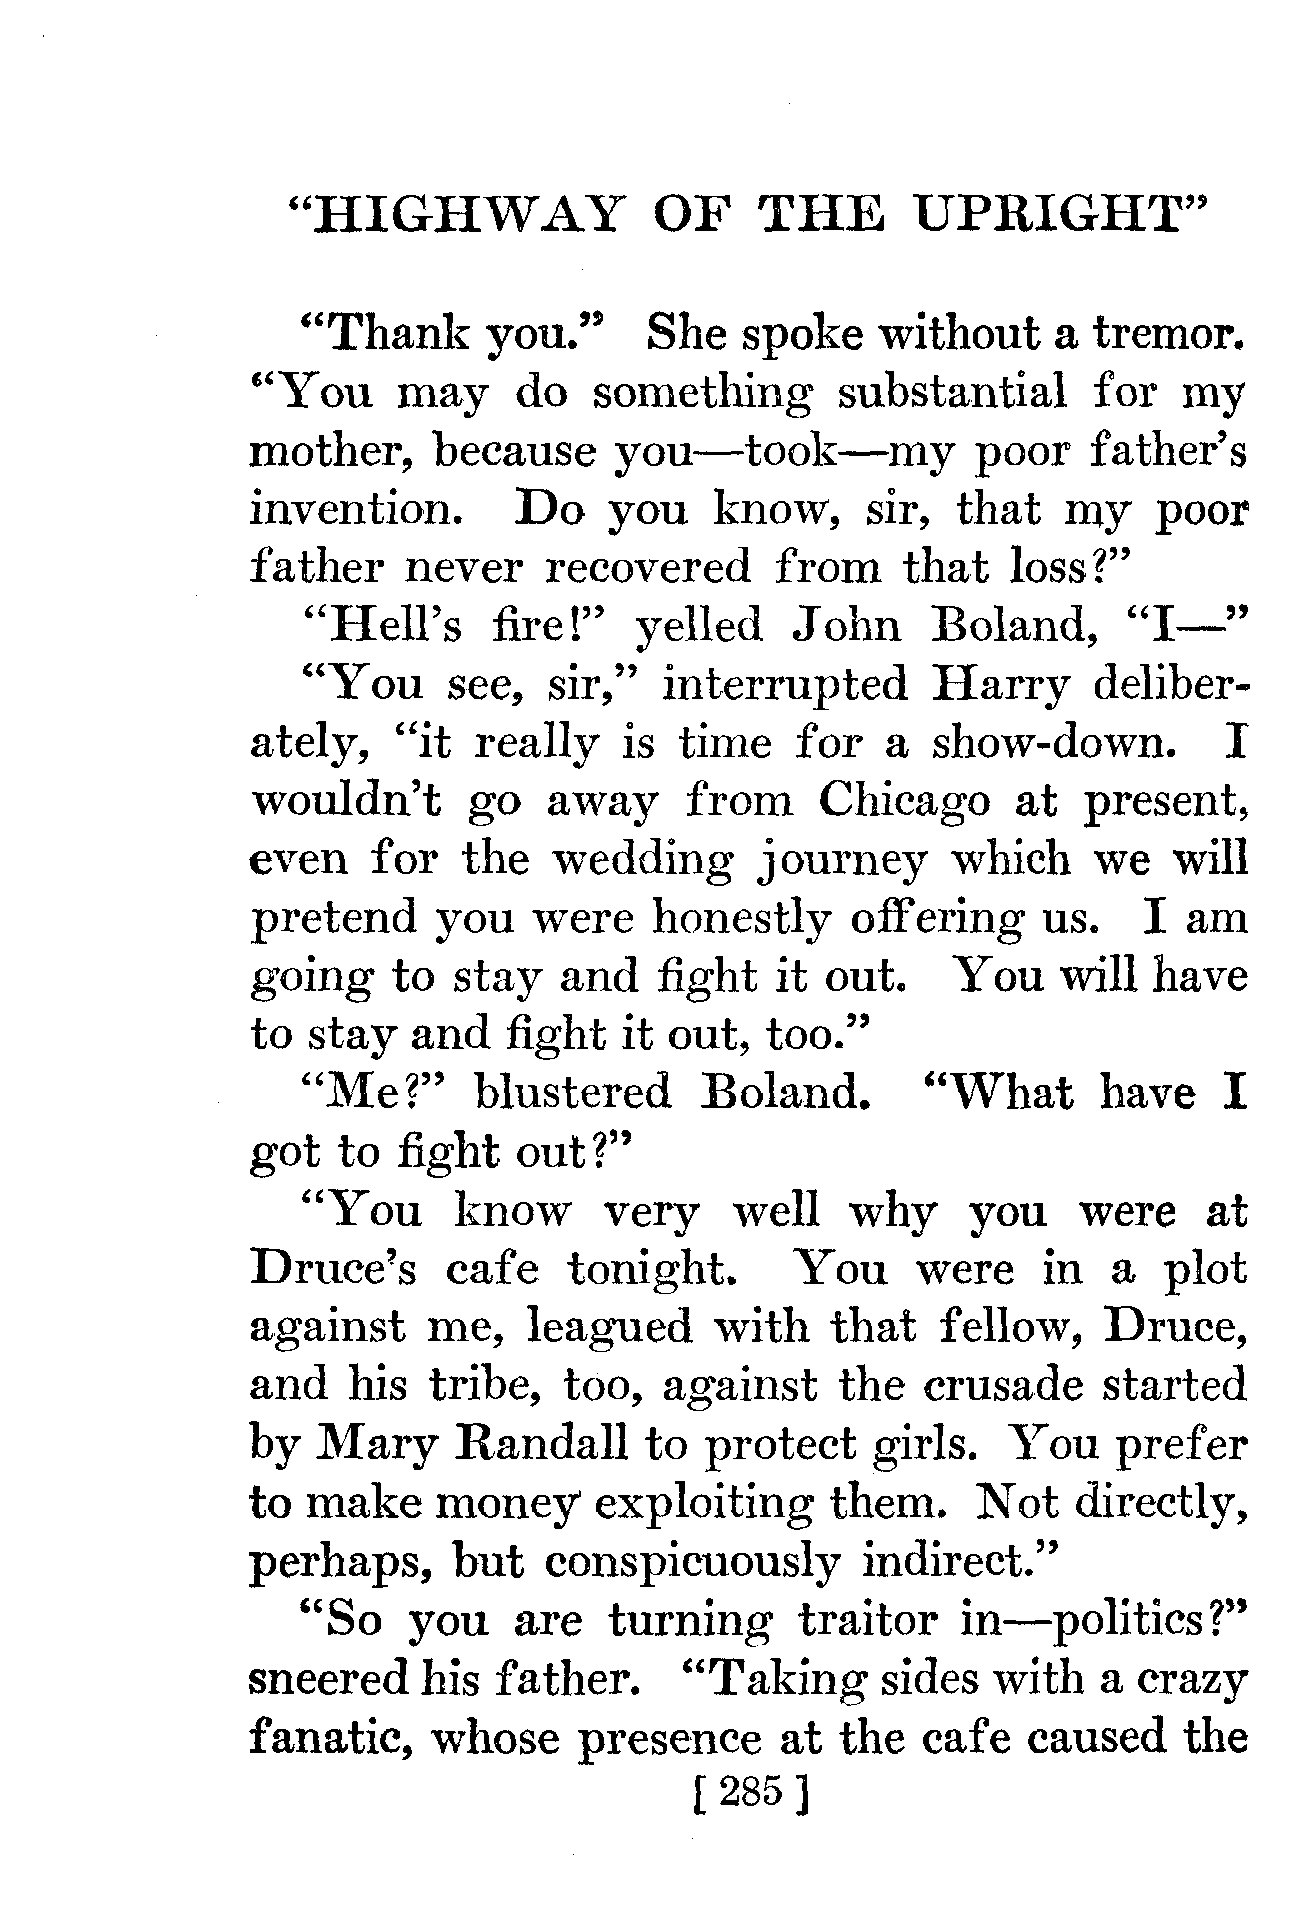 “HIGHWAY OF THE UPRIGHT”
“Thank you.” She spoke without a tremor.
“You may do something substantial for my
mother, because you—took—my poor father’s
invention. Do you know, sir, that my poor
father never recovered from that loss?”
“Hell’s fire!” yelled John Boland, “I—”
“You see, sir,” interrupted Harry deliber-
ately, “it really is time for a show-down. I
wouldn’t go away from Chicago at present,
even for the wedding journey which we will
pretend you were honestly offering us. I am
going to stay and fight it out. You will have
to stay and fight it out, too.”
“Me?” blustered Boland. “What have I
got to fight out?”
“You know very well why you were at
Druce’s cafe tonight. You were in a plot
against me, leagued with that fellow, Druce,
and his tribe, too, against the crusade started
by Mary Randall to protect girls. You prefer
to make money exploiting them. Not directly,
perhaps, but conspicuously indirect.”
“So you are turning traitor in—politics?”
sneered his father. “Taking sides with a crazy
fanatic, whose presence at the cafe caused the
[ 285 ]